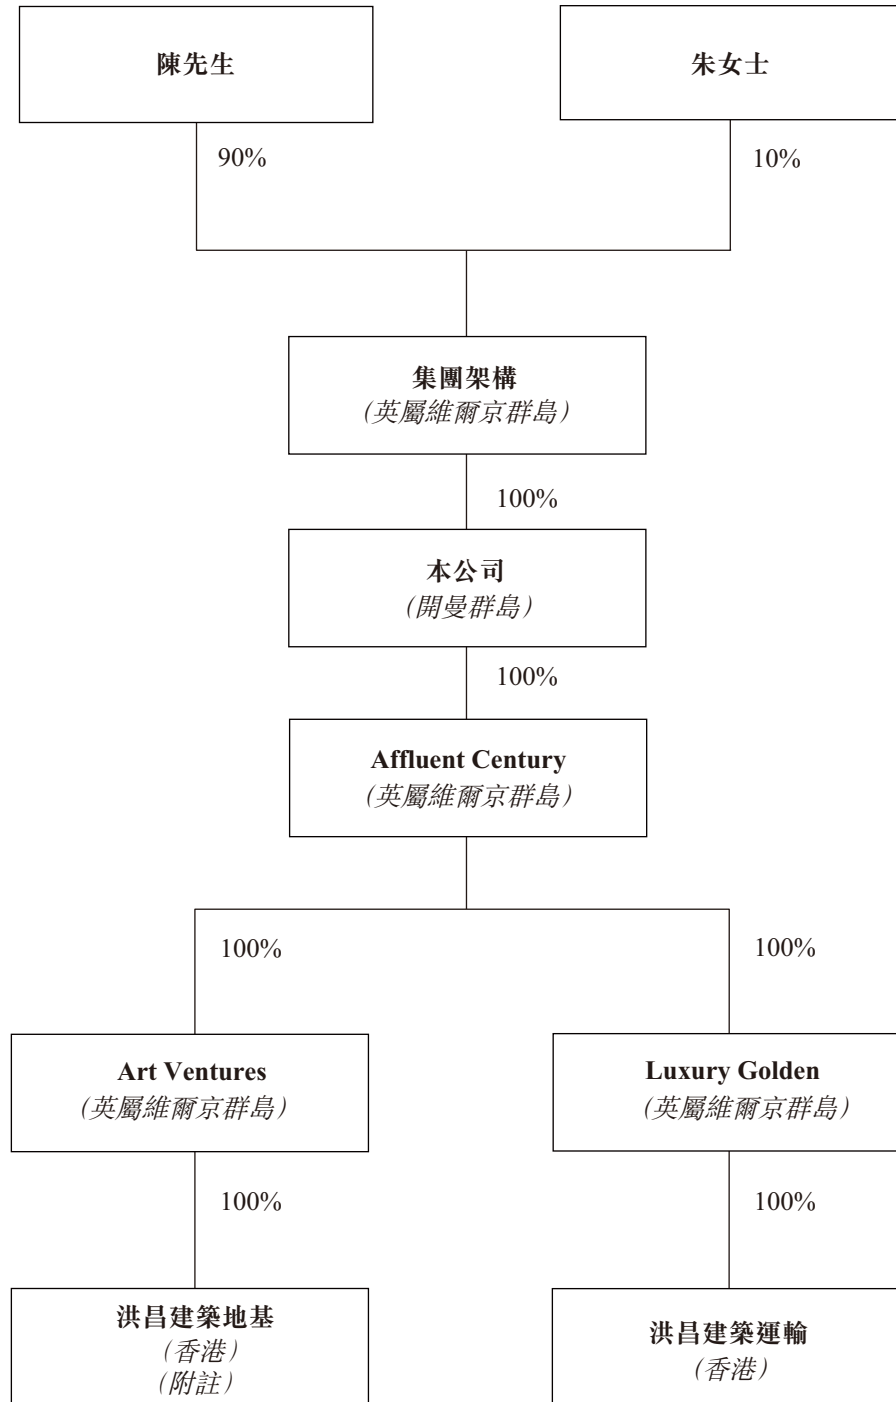 陳先生
朱女士
90%
10%
集團架構
(英屬維爾京群島)
100%
本公司
(開曼群島)
100%
Affluent Century
(英屬維爾京群島)
100%
100%
Art Ventures
(英屬維爾京群島)
Luxury Golden
(英屬維爾京群島)
100%
100%
洪昌建築地基
(香港)
(附註)
洪昌建築運輸
(香港)